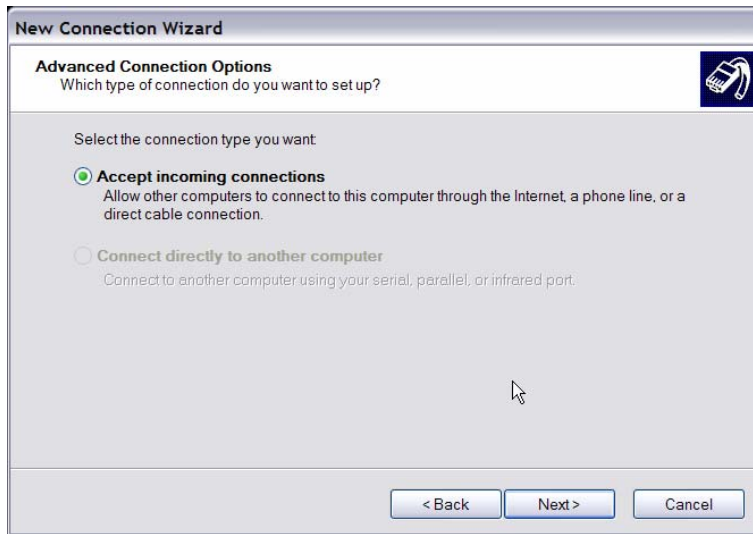 New Connection Wizard
Advanced Connection Options
Which type of connection do you want to set up?
Select the connection type you want:
Accept incoming connections
Allow other computers to connect to this computer through the Internet, a phone line, or a
direct cable connection.
Connect directly to another computer
Connect to another computer using your serial, parallel, or infrared port.
< Back
Next >
Cancel